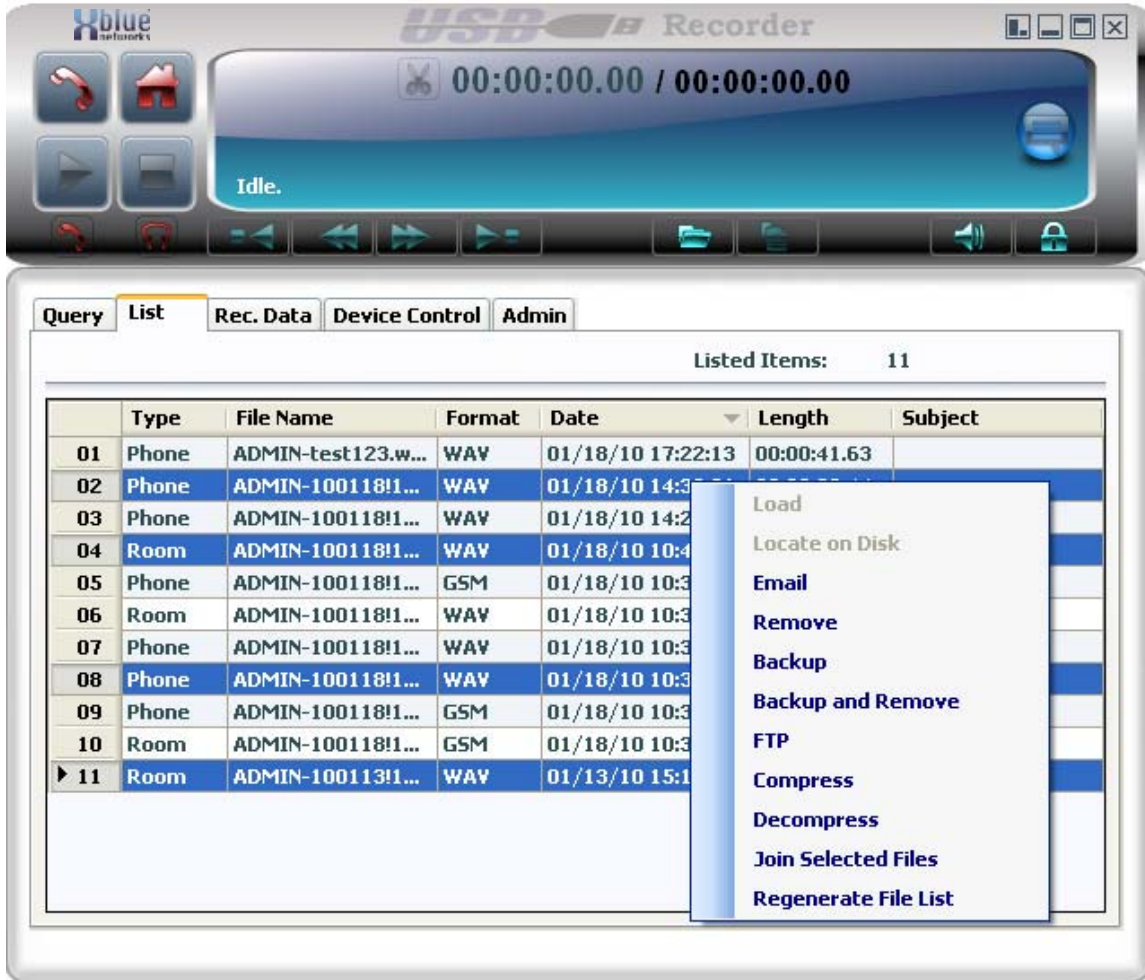 Xblue
networks
USB Recorder
00:00:00.00 / 00:00:00.00
Idle.
Query List Rec. Data Device Control Admin
Listed Items: 11
Type File Name Format Date Length Subject
01 Phone ADMIN-test123.w... WAV 01/18/10 17:22:13 00:00:41.63
02 Phone ADMIN-100118!1... WAV 01/18/10 14:3
03 Phone ADMIN-100118!1... WAV 01/18/10 14:2
04 Room ADMIN-100118!1... WAV 01/18/10 10:4
05 Phone ADMIN-100118!1... GSM 01/18/10 10:3
06 Room ADMIN-100118!1... WAV 01/18/10 10:3
07 Phone ADMIN-100118!1... WAV 01/18/10 10:3
08 Phone ADMIN-100118!1... WAV 01/18/10 10:3
09 Phone ADMIN-100118!1... GSM 01/18/10 10:3
10 Room ADMIN-100118!1... GSM 01/18/10 10:3
11 Room ADMIN-100113!1... WAV 01/13/10 15:1
Load
Locate on Disk
Email
Remove
Backup
Backup and Remove
FTP
Compress
Decompress
Join Selected Files
Regenerate File List